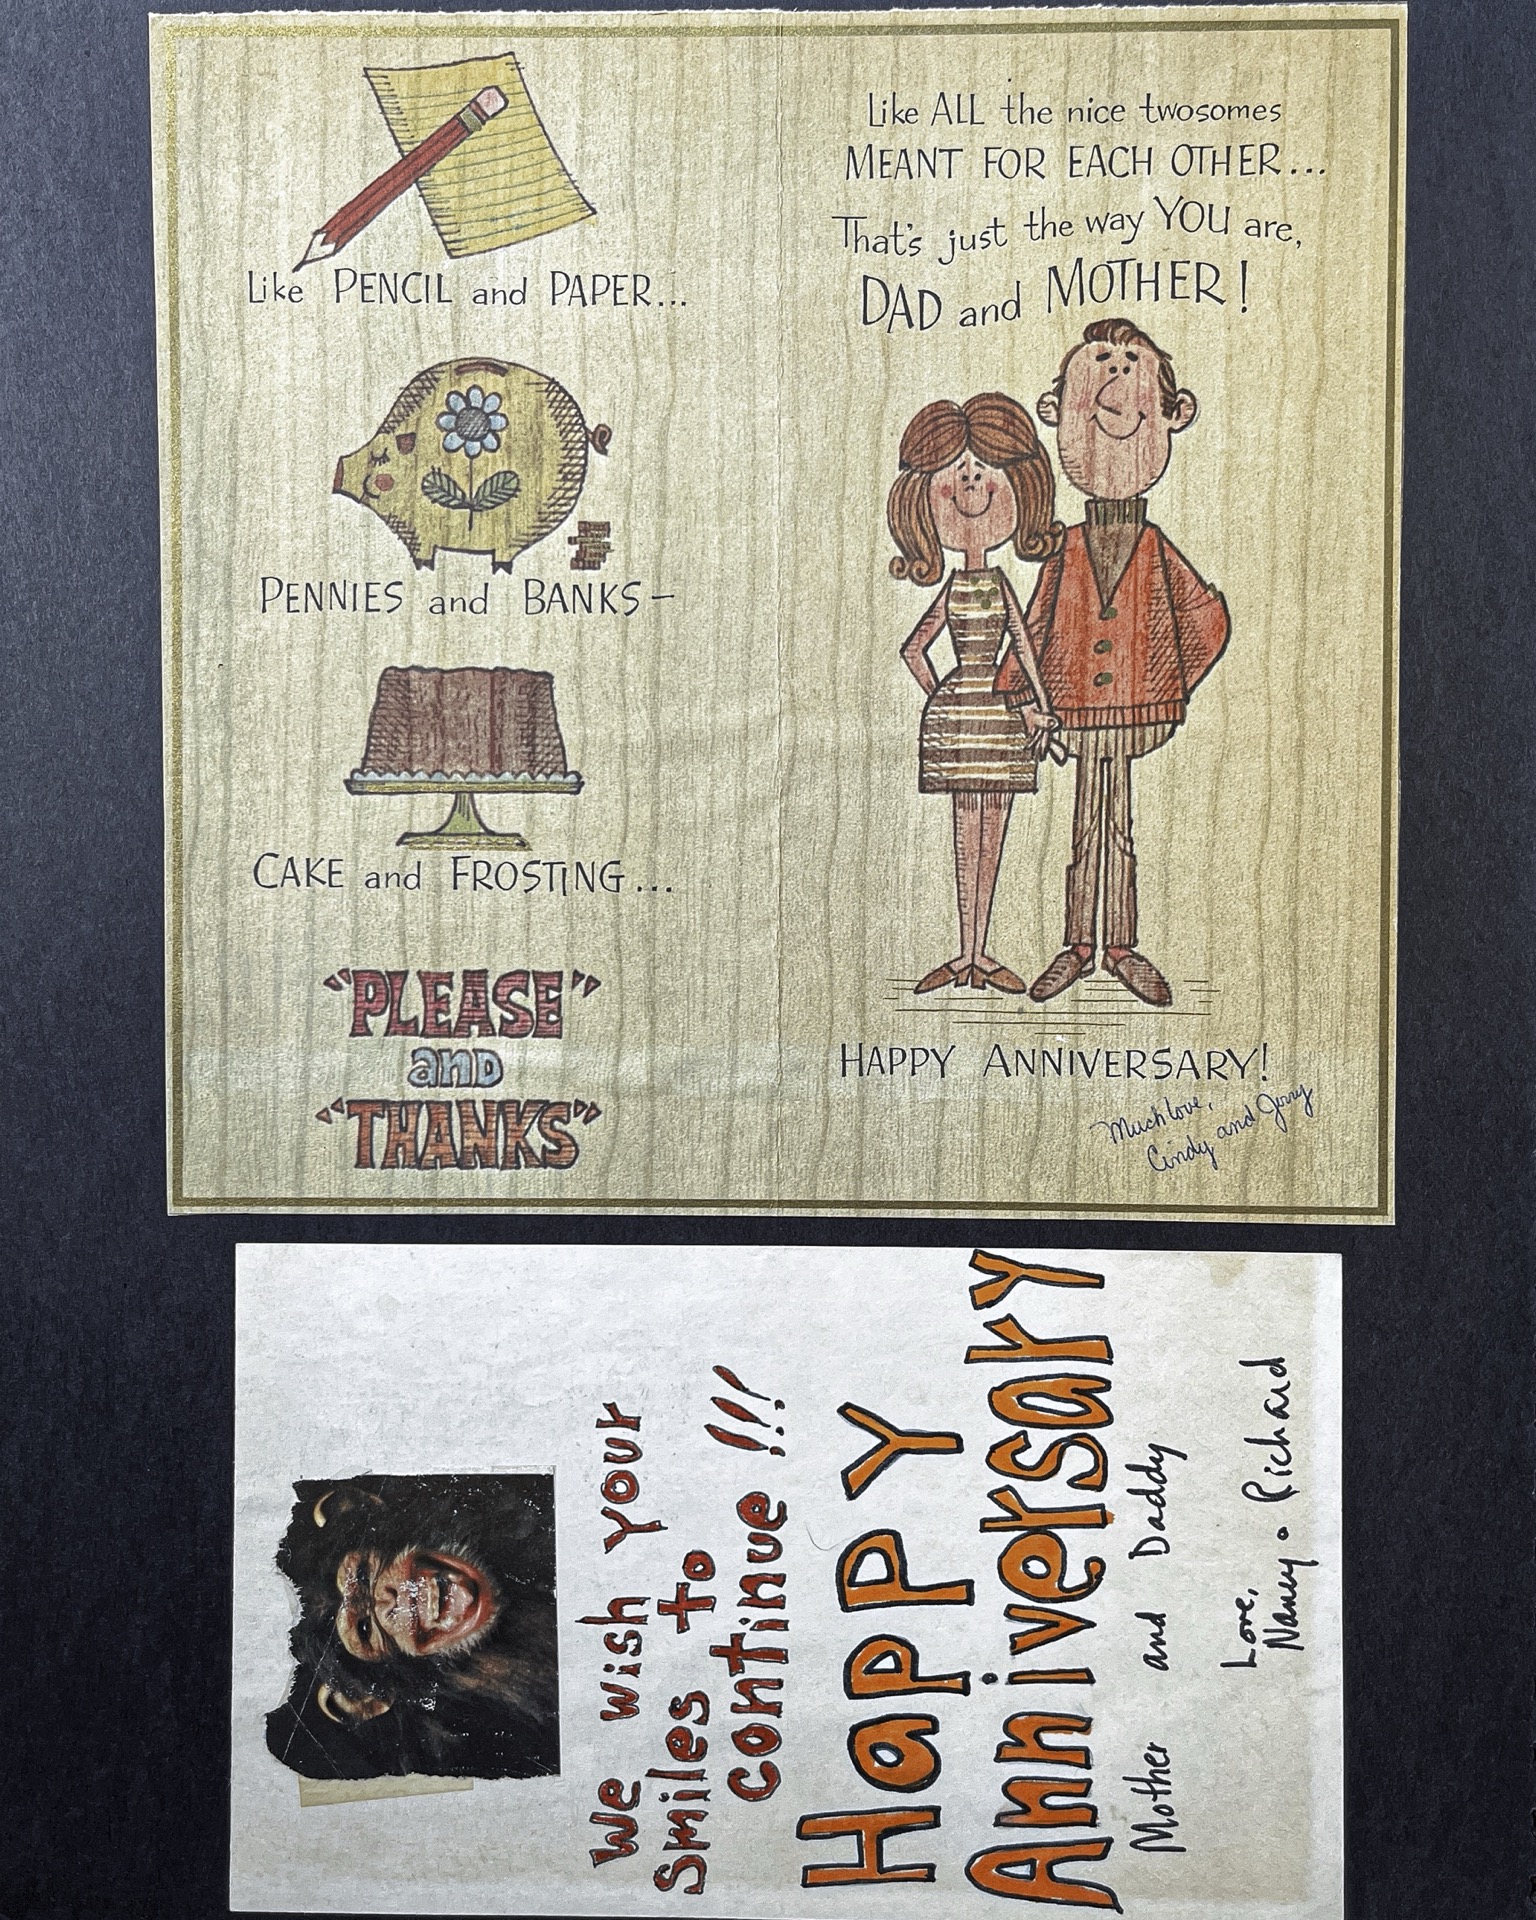 Like PENCIL and PAPER...
PENNIES and BANKS—
CAKE and FROSTING...
"PLEASE"
and
"THANKS"
Like ALL the nice twosomes
MEANT FOR EACH OTHER...
That's just the way YOU are,
DAD and MOTHER!
HAPPY ANNIVERSARY!
Much love,
Cindy and Jerry
We wish your
smiles to
continue !!!
HaPPY
Anniversary
Mother and Daddy
Love,
Nancy & Richard